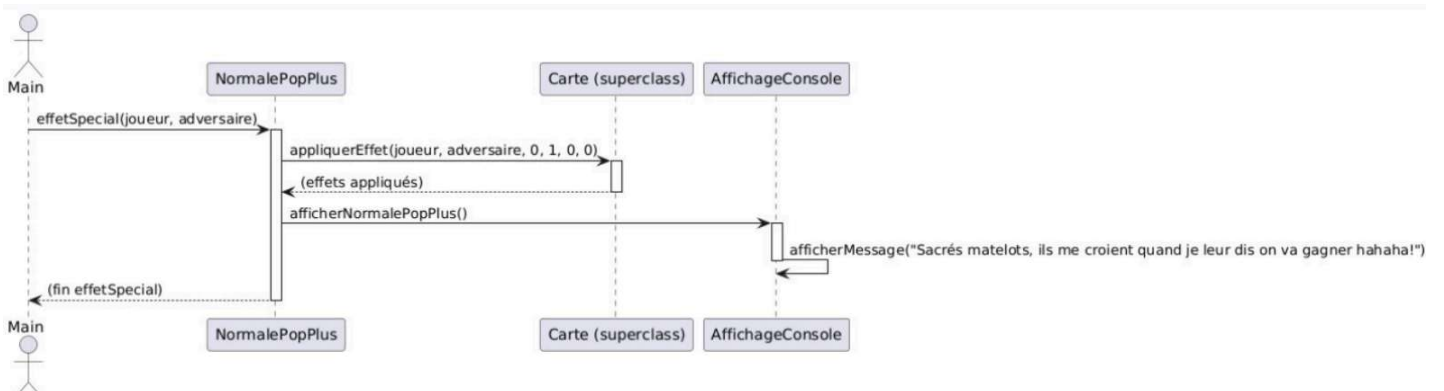 Main
NormalePopPlus
Carte (superclass)
AffichageConsole
effetSpecial(joueur, adversaire)
appliquerEffet(joueur, adversaire, 0, 1, 0, 0)
(effets appliqués)
afficherNormalePopPlus()
afficherMessage("Sacrés matelots, ils me croient quand je leur dis on va gagner hahaha!")
(fin effetSpecial)
Main
NormalePopPlus
Carte (superclass)
AffichageConsole